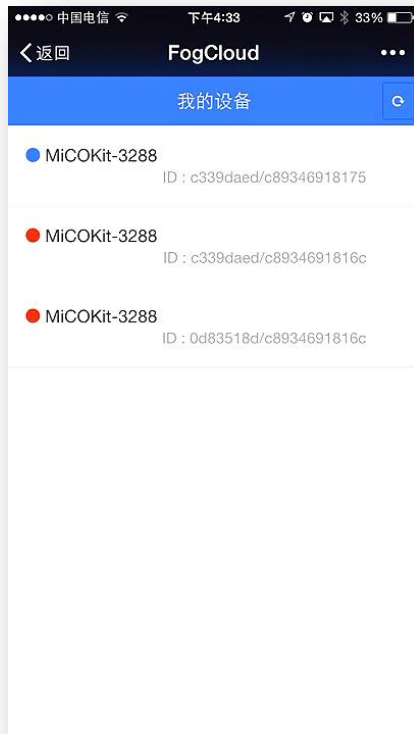 中国电信 下午4:33 33%
返回 FogCloud
我的设备
MiCOKit-3288
ID : c339daed/c89346918175
MiCOKit-3288
ID : c339daed/c8934691816c
MiCOKit-3288
ID : 0d83518d/c8934691816c